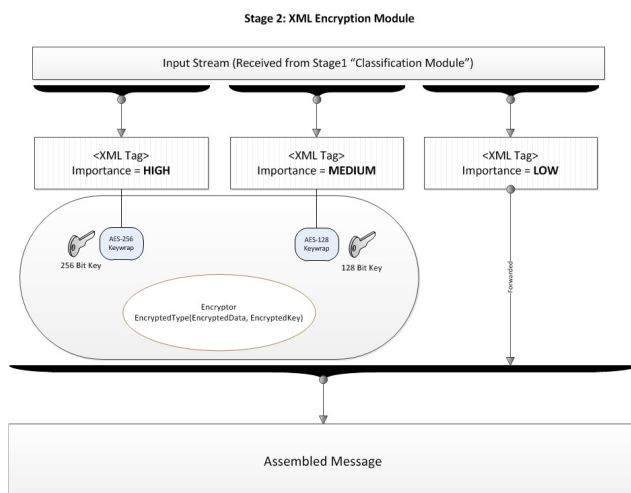 Stage 2: XML Encryption Module
Input Stream (Received from Stage1 “Classification Module”)
<XML Tag>
Importance = HIGH
<XML Tag>
Importance = MEDIUM
<XML Tag>
Importance = LOW
AES-256
Keywrap
256 Bit Key
AES-128
Keywrap
128 Bit Key
Forwarded
Encryptor
EncryptedType(EncryptedData, EncryptedKey)
Assembled Message